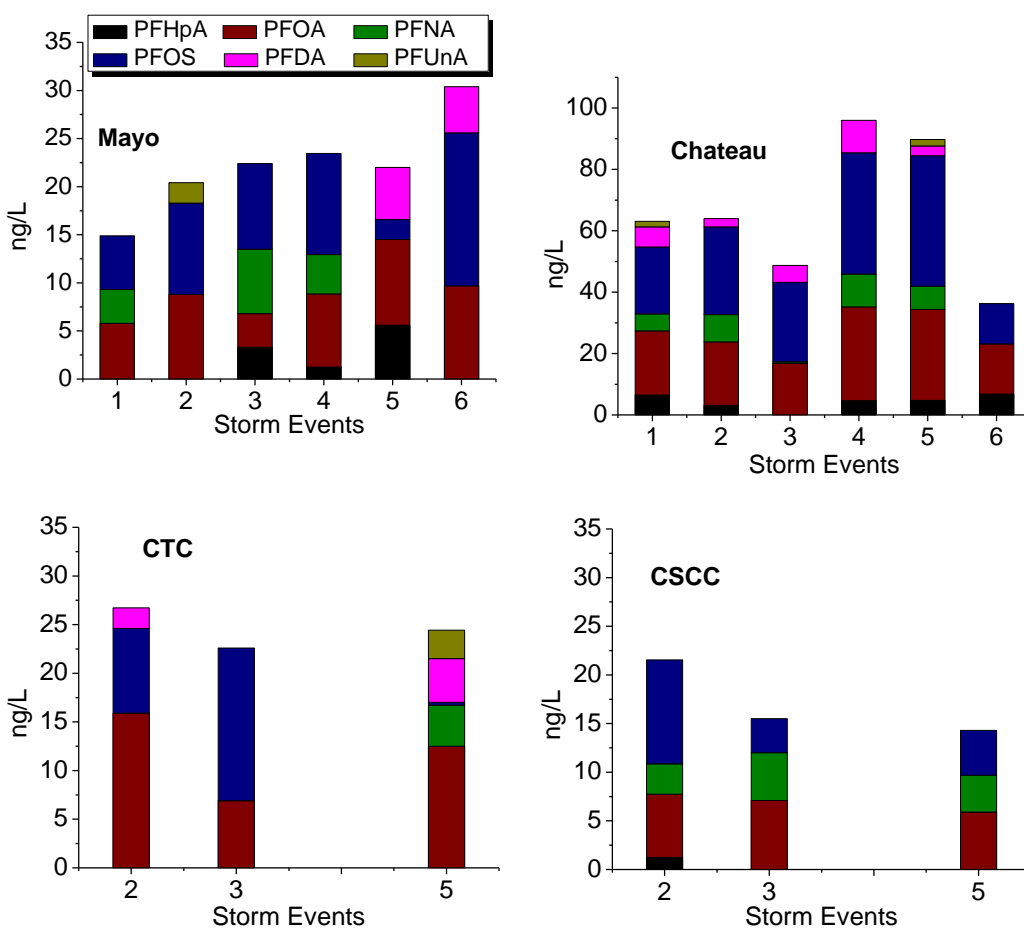 PFHpA PFOA PFNA
PFOS PFDA PFUnA
35
30
25
20
15
10
5
0
ng/L
Mayo
1 2 3 4 5 6
Storm Events
100
80
60
40
20
0
ng/L
Chateau
1 2 3 4 5 6
Storm Events
35
30
25
20
15
10
5
0
ng/L
CTC
2 3 5
Storm Events
35
30
25
20
15
10
5
0
ng/L
CSCC
2 3 5
Storm Events